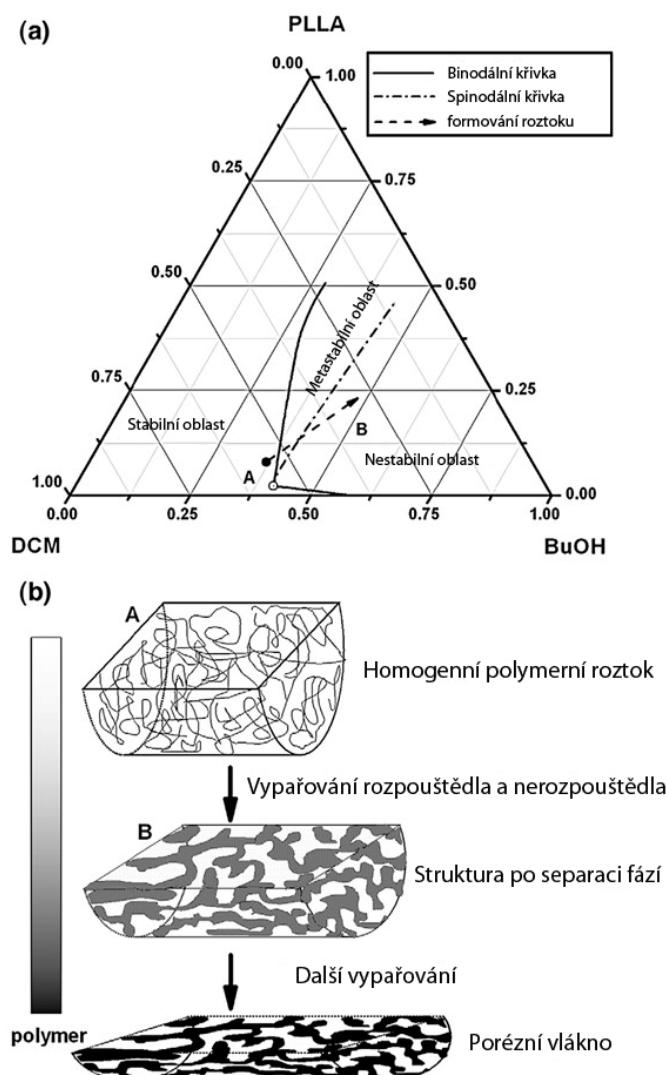 (a)
PLLA
Binodální křivka
Spinodální křivka
formování roztoku
0.00
1.00
0.25
0.75
0.50
0.50
Metastabilní oblast
0.75
0.25
Stabilní oblast
B
A
Nestabilní oblast
1.00
0.00
0.00
0.25
0.50
0.75
1.00
DCM
BuOH
(b)
A
Homogenní polymerní roztok
Vypařování rozpouštědla a nerozpouštědla
B
Struktura po separaci fází
Další vypařování
polymer
Porézní vlákno